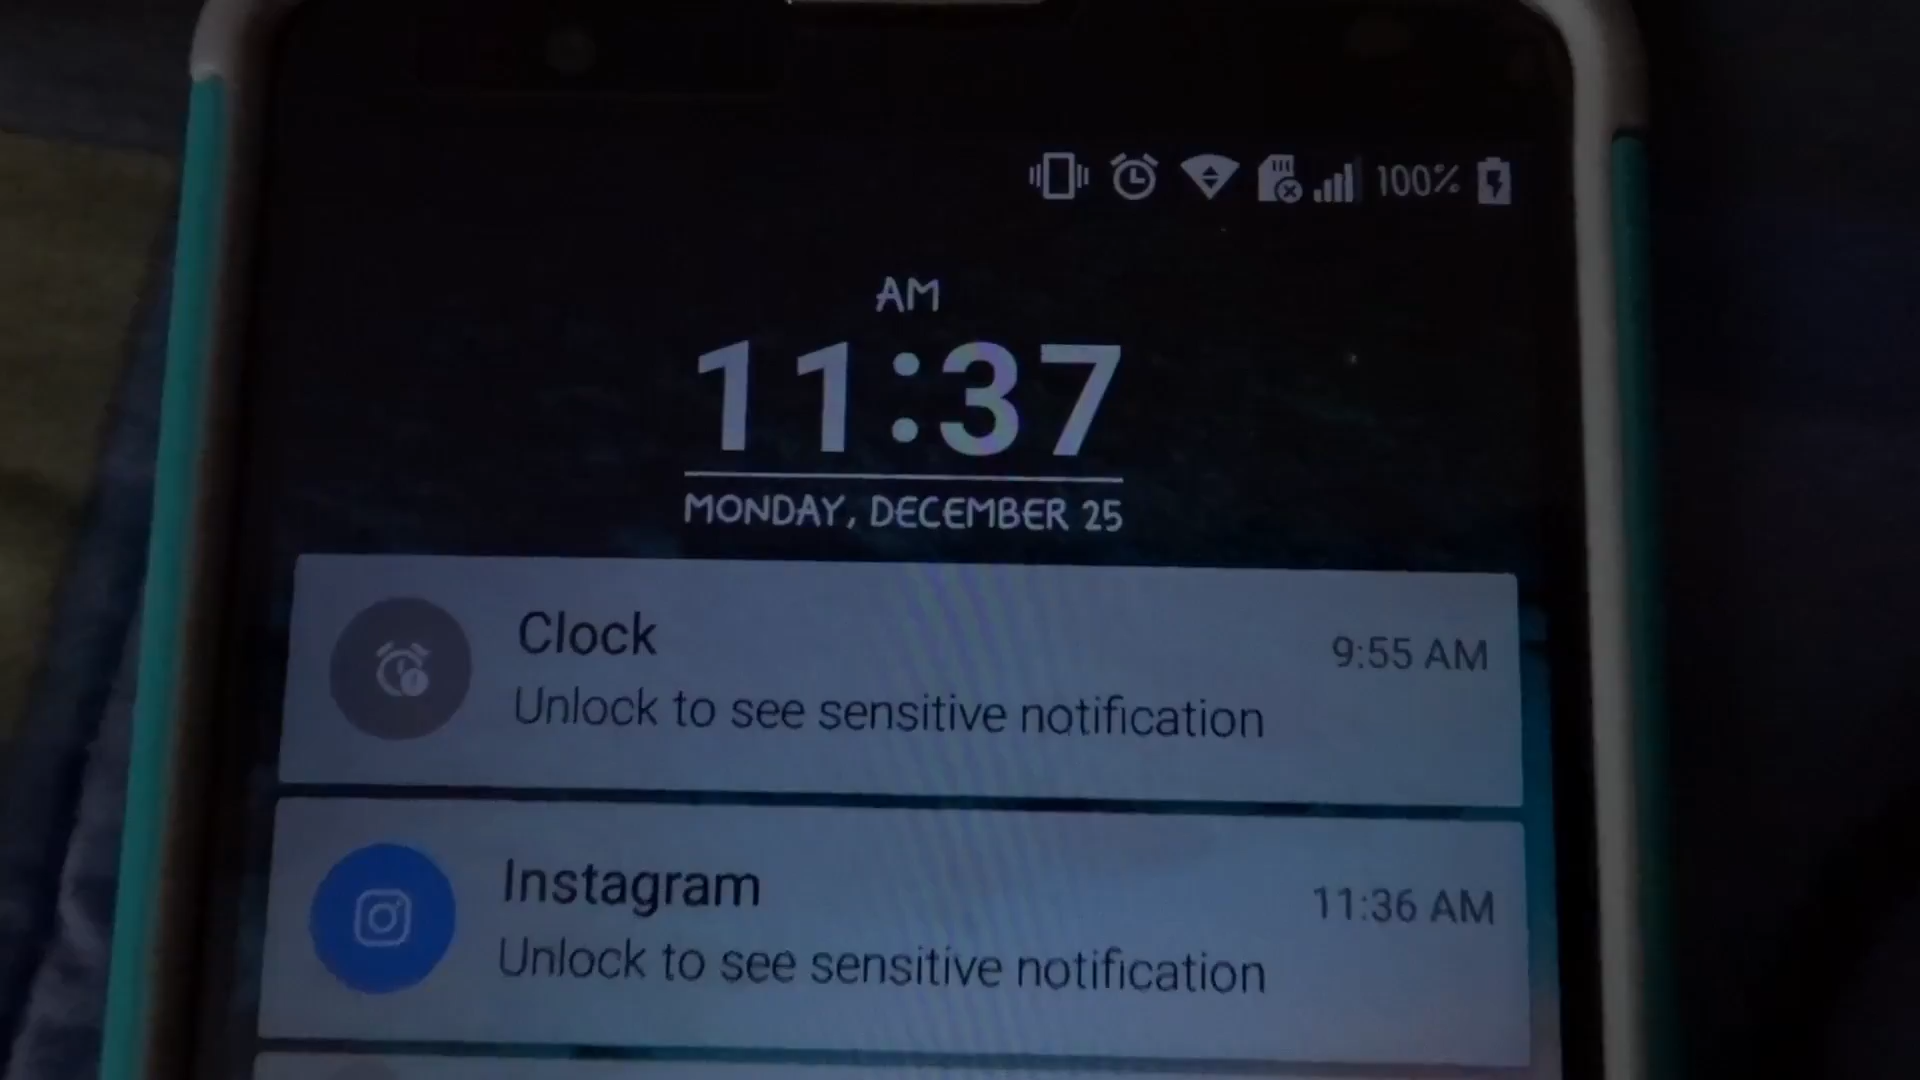 100%
AM
11:37
MONDAY, DECEMBER 25
Clock
9:55 AM
Unlock to see sensitive notification
Instagram
11:36 AM
Unlock to see sensitive notification